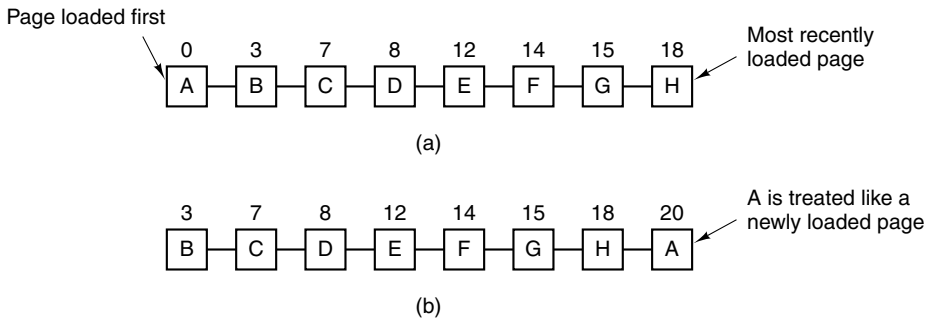 Page loaded first
0 3 7 8 12 14 15 18
Most recently
loaded page
A B C D E F G H
(a)
3 7 8 12 14 15 18 20
A is treated like a
newly loaded page
B C D E F G H A
(b)